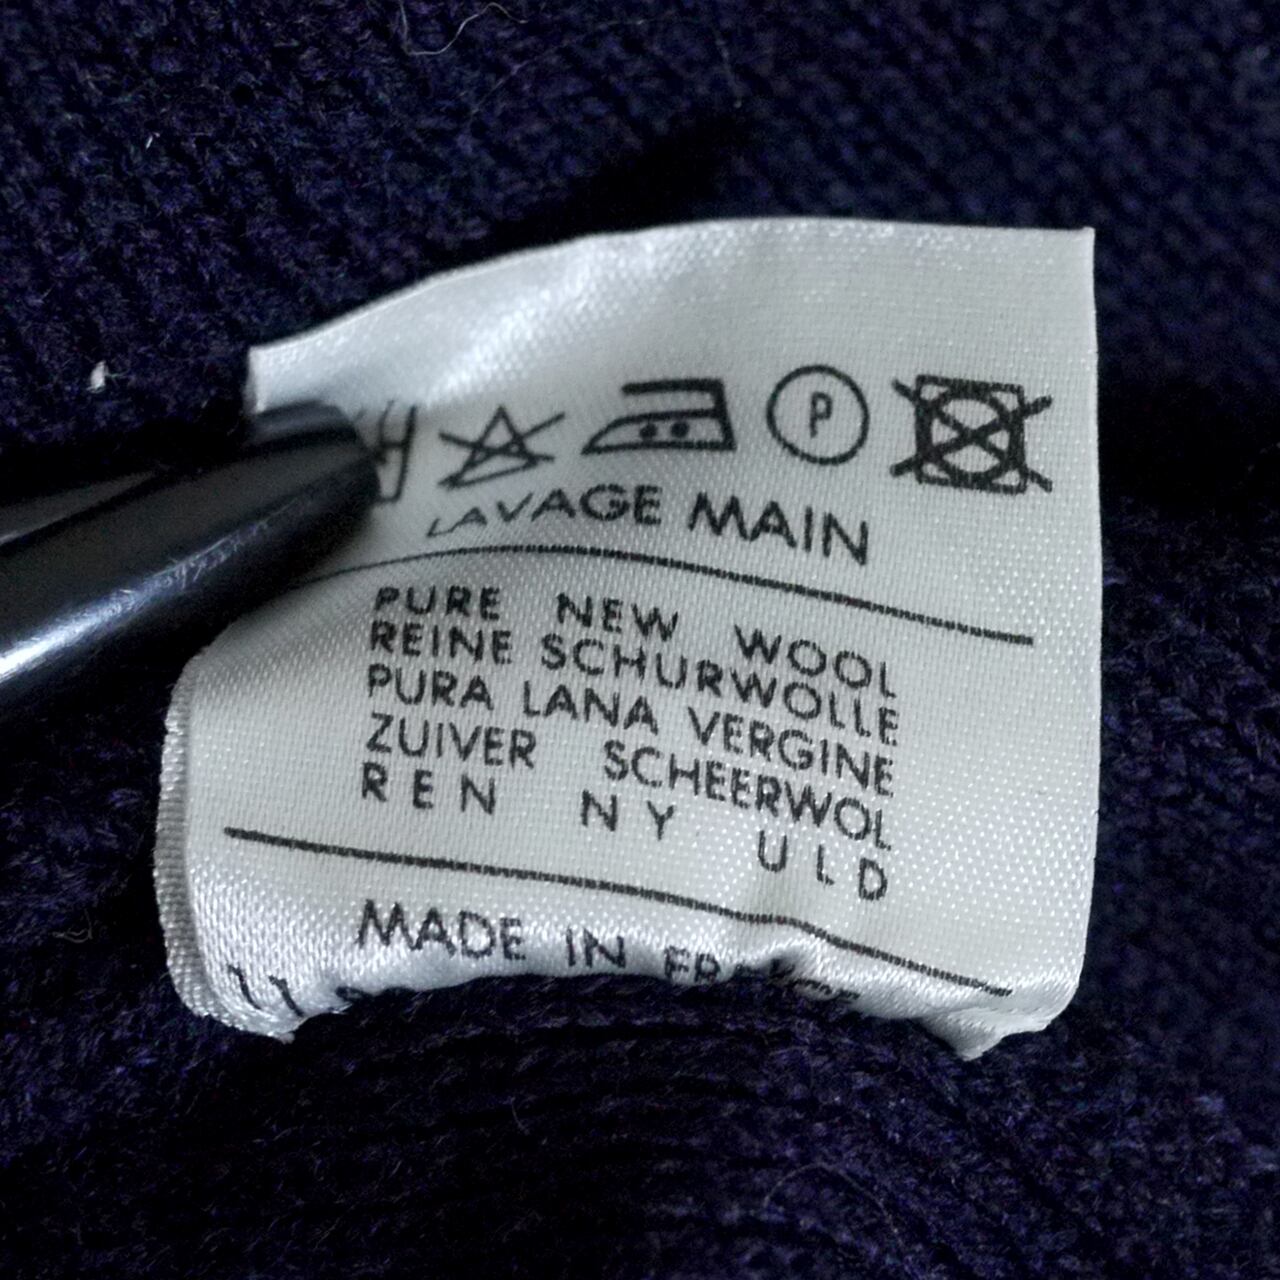 P
LAVAGE MAIN
PURE NEW WOOL
REINE SCHURWOLLE
PURA LANA VERGINE
ZUIVER SCHEERWOL
REN NY ULD
MADE IN